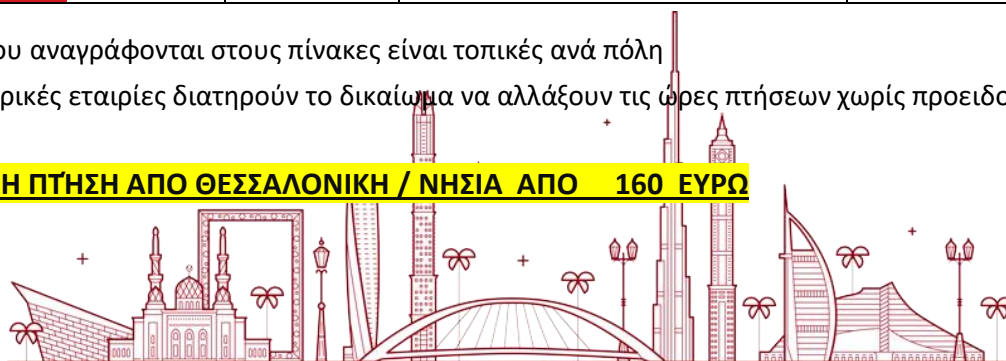 ου αναγράφονται στους πίνακες είναι τοπικές ανά πόλη
ρικές εταιρίες διατηρούν το δικαίωμα να αλλάξουν τις ώρες πτήσεων χωρίς προειδο
Η ΠΤΉΣΗ ΑΠΟ ΘΕΣΣΑΛΟΝΙΚΗ / ΝΗΣΙΑ ΑΠΟ 160 ΕΥΡΩ